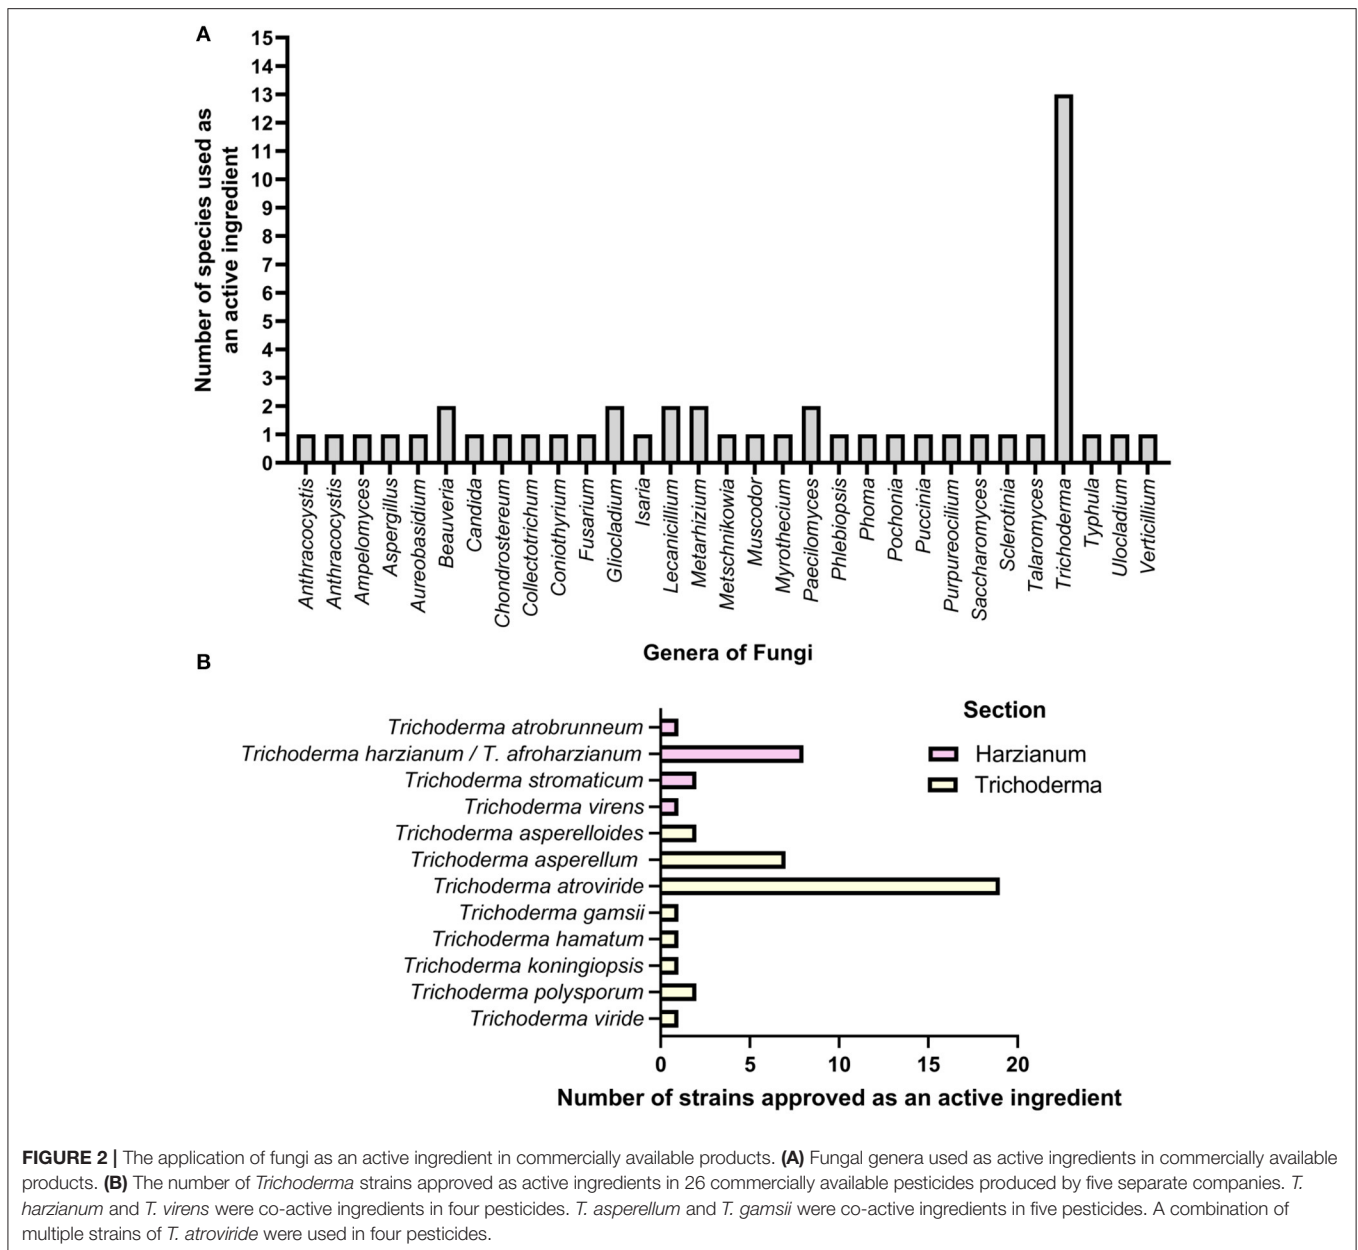 A
15
14
13
12
11
10
9
8
7
6
5
4
3
2
1
0
Number of species used as
an active ingredient
Anthracocystis
Anthracocystis
Ampelomyces
Aspergillus
Aureobasidium
Beauveria
Candida
Chondrostereum
Collectotrichum
Coniothyrium
Fusarium
Gliocladium
Isaria
Lecanicillium
Metarhizium
Metschnikowia
Muscodor
Myrothecium
Paecilomyces
Phlebiopsis
Phoma
Pochonia
Puccinia
Purpureocilium
Saccharomyces
Sclerotinia
Talaromyces
Trichoderma
Typhula
Ulocladium
Verticillium
Genera of Fungi
B
Section
Harzianum
Trichoderma
Trichoderma atrobrunneum
Trichoderma harzianum / T. afroharzianum
Trichoderma stromaticum
Trichoderma virens
Trichoderma asperelloides
Trichoderma asperellum
Trichoderma atroviride
Trichoderma gamsii
Trichoderma hamatum
Trichoderma koningiopsis
Trichoderma polysporum
Trichoderma viride
0 5 10 15 20
Number of strains approved as an active ingredient
FIGURE 2 | The application of fungi as an active ingredient in commercially available products. (A) Fungal genera used as active ingredients in commercially available
products. (B) The number of Trichoderma strains approved as active ingredients in 26 commercially available pesticides produced by five separate companies. T.
harzianum and T. virens were co-active ingredients in four pesticides. T. asperellum and T. gamsii were co-active ingredients in five pesticides. A combination of
multiple strains of T. atroviride were used in four pesticides.